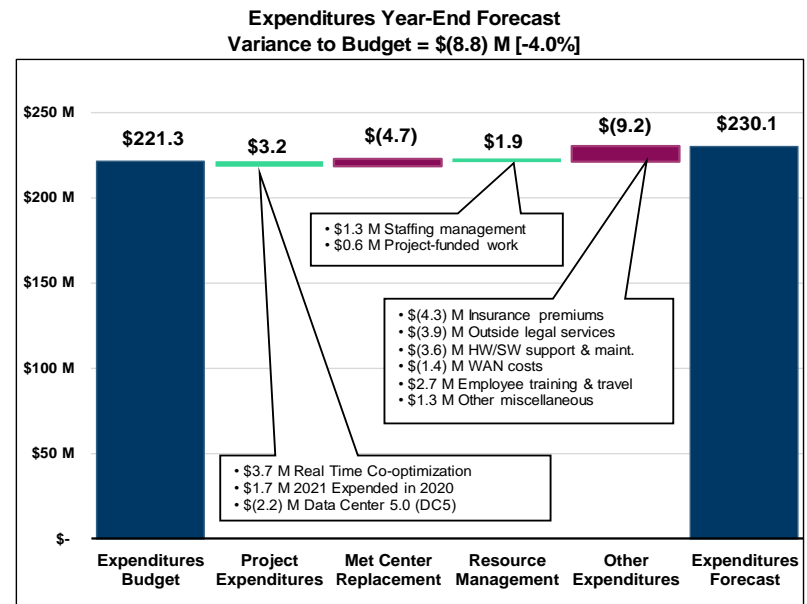 Expenditures Year-End Forecast
Variance to Budget = $(8.8) M [-4.0%]
$250 M
$200 M
$150 M
$100 M
$50 M
$-
$221.3
$3.2
$(4.7)
$1.9
$(9.2)
$230.1
• $1.3 M Staffing management
• $0.6 M Project-funded work
• $(4.3) M Insurance premiums
• $(3.9) M Outside legal services
• $(3.6) M HW/SW support & maint.
• $(1.4) M WAN costs
• $2.7 M Employee training & travel
• $1.3 M Other miscellaneous
• $3.7 M Real Time Co-optimization
• $1.7 M 2021 Expended in 2020
• $(2.2) M Data Center 5.0 (DC5)
Expenditures
Budget
Project
Expenditures
Met Center
Replacement
Resource
Management
Other
Expenditures
Expenditures
Forecast